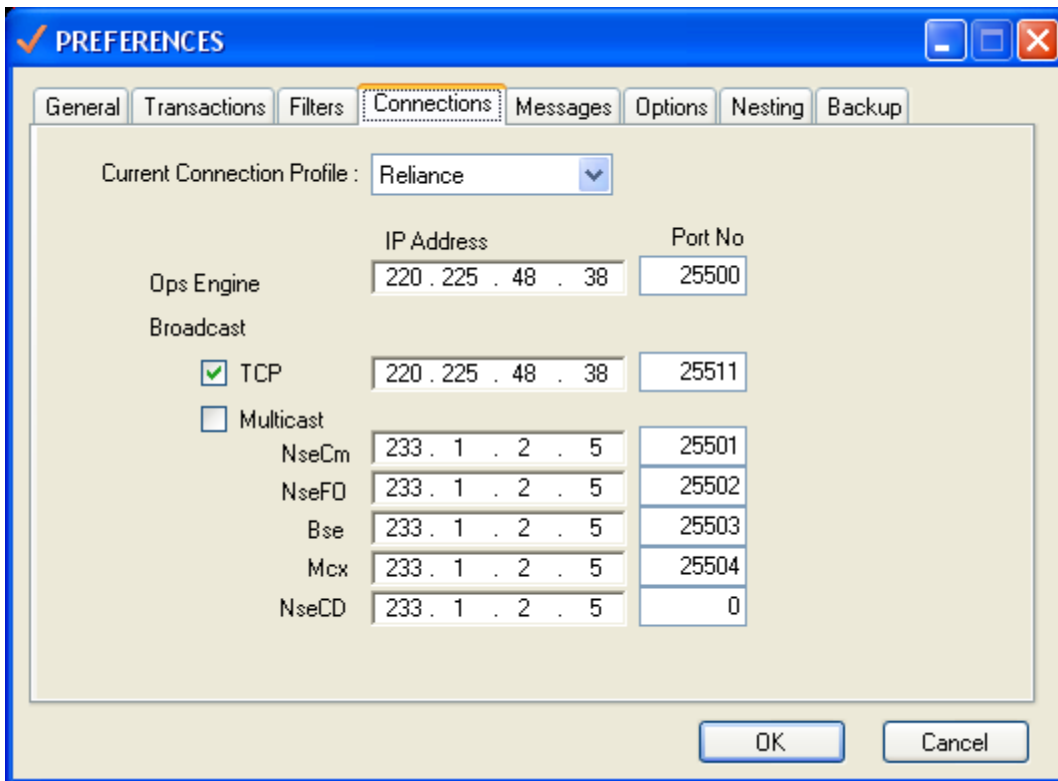 PREFERENCES
General Transactions Filters Connections Messages Options Nesting Backup
Current Connection Profile : Reliance
IP Address Port No
Ops Engine 220 . 225 . 48 . 38 25500
Broadcast
TCP 220 . 225 . 48 . 38 25511
Multicast
NseCm 233 . 1 . 2 . 5 25501
NseFO 233 . 1 . 2 . 5 25502
Bse 233 . 1 . 2 . 5 25503
Mcx 233 . 1 . 2 . 5 25504
NseCD 233 . 1 . 2 . 5 0
OK Cancel